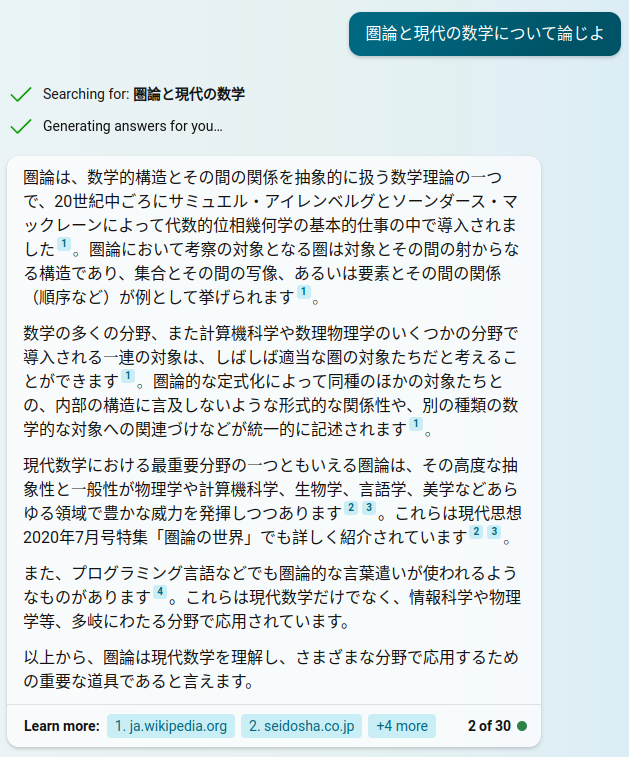 圏論と現代の数学について論じよ
Searching for: 圏論と現代の数学
Generating answers for you…
圏論は、数学的構造とその間の関係を抽象的に扱う数学理論の一つ
で、20世紀中ごろにサミュエル・アイレンベルグとソーンダース・マ
ックレーンによって代数的位相幾何学の基本的仕事の中で導入されま
した 1 。圏論において考察の対象となる圏は対象とその間の射からな
る構造であり、集合とその間の写像、あるいは要素とその間の関係
（順序など）が例として挙げられます 1 。
数学の多くの分野、また計算機科学や数理物理学のいくつかの分野で
導入される一連の対象は、しばしば適当な圏の対象たちだと考えるこ
とができます 1 。圏論的な定式化によって同種のほかの対象たちと
の、内部の構造に言及しないような形式的な関係性や、別の種類の数
学的な対象への関連づけなどが統一的に記述されます 1 。
現代数学における最重要分野の一つともいえる圏論は、その高度な抽
象性と一般性が物理学や計算機科学、生物学、言語学、美学などあら
ゆる領域で豊かな威力を発揮しつつあります 2 3 。これらは現代思想
2020年7月号特集「圏論の世界」でも詳しく紹介されています 2 3 。
また、プログラミング言語などでも圏論的な言葉遣いが使われるよう
なものがあります 4 。これらは現代数学だけでなく、情報科学や物理
学等、多岐にわたる分野で応用されています。
以上から、圏論は現代数学を理解し、さまざまな分野で応用するため
の重要な道具であると言えます。
Learn more: 1. ja.wikipedia.org 2. seidosha.co.jp +4 more 2 of 30